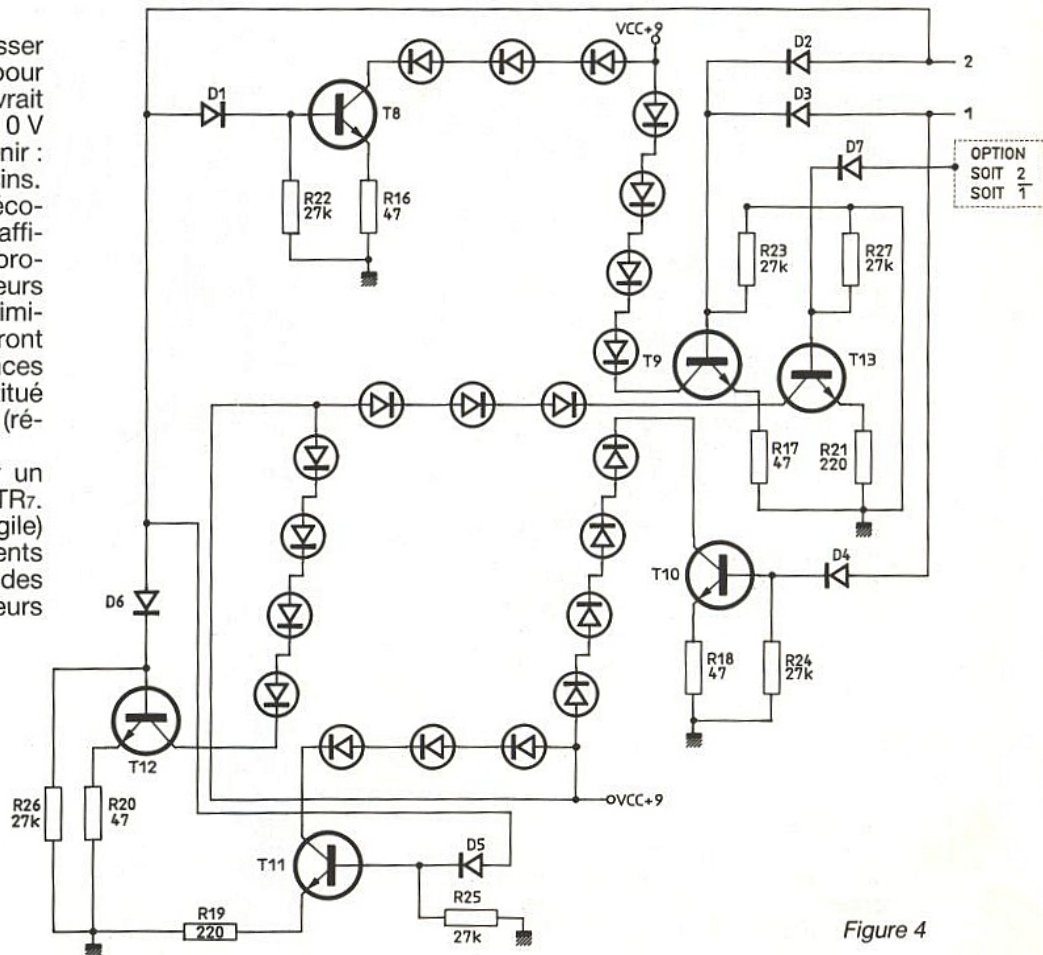 sser
pour
vrait
0 V
nir :
ins.
éco-
affi-
pro-
eurs
imi-
ront
ces
titué
(ré-
un
TR7.
gile)
ents
des
eurs
VCC+9
D1
T8
R22
27k
R16
47
D2
2
D3
1
D7
OPTION
SOIT 2
SOIT 1̅
R23
27k
R27
27k
T9
T13
R17
47
R21
220
T10
D4
R18
47
R24
27k
D6
T12
R26
27k
R20
47
VCC+9
T11
D5
R25
27k
R19
220
Figure 4